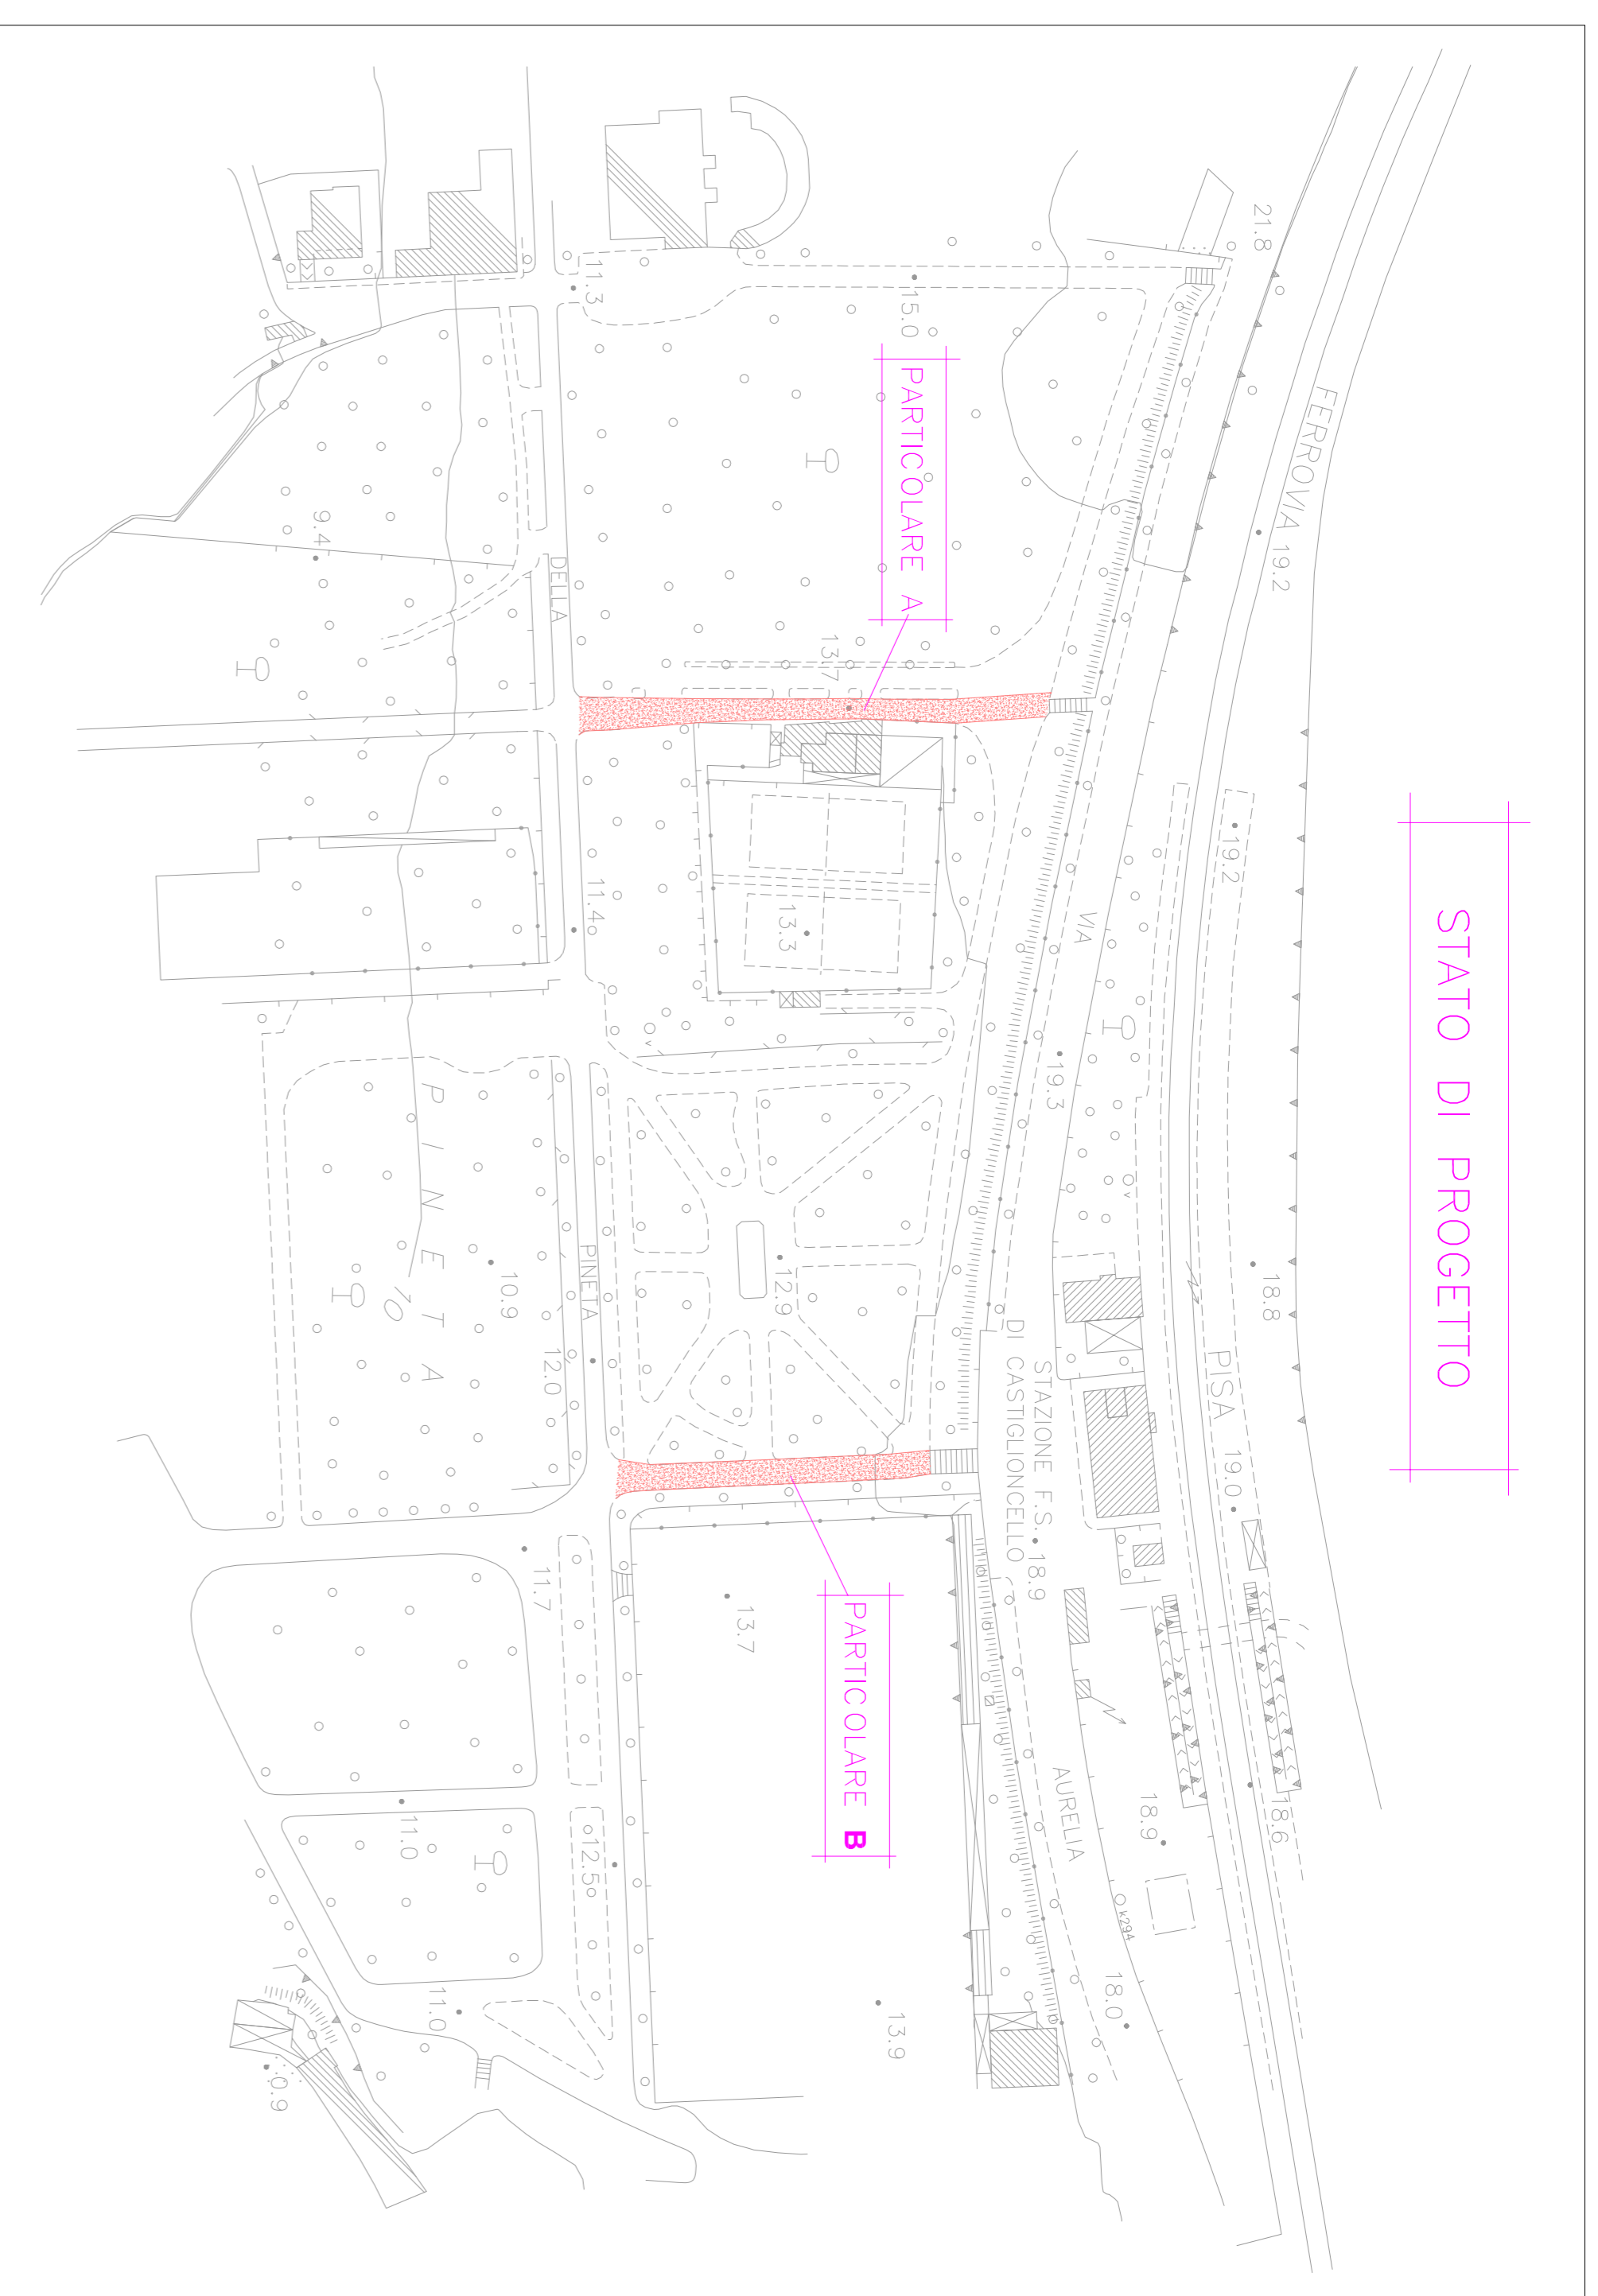 STATO DI PROGETTO
FERROVIA
PISA
21.8
19.2
19.2
18.8
19.0
18.6
VIA
AURELIA
19.3
STAZIONE F.S.
DI CASTIGLIONCELLO
18.9
18.9
k294
18.0
15.0
PARTICOLARE A
13.7
13.3
12.9
PARTICOLARE B
13.7
13.9
11.3
DELLA
11.4
PINETA
12.0
11.7
12.5
9.4
PINETA
10.9
11.0
11.0